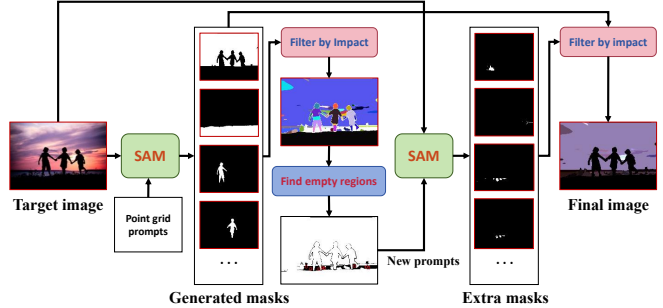 Filter by Impact
Filter by impact
SAM
SAM
Find empty regions
Target image
Point grid
prompts
...
...
New prompts
Final image
Generated masks
Extra masks